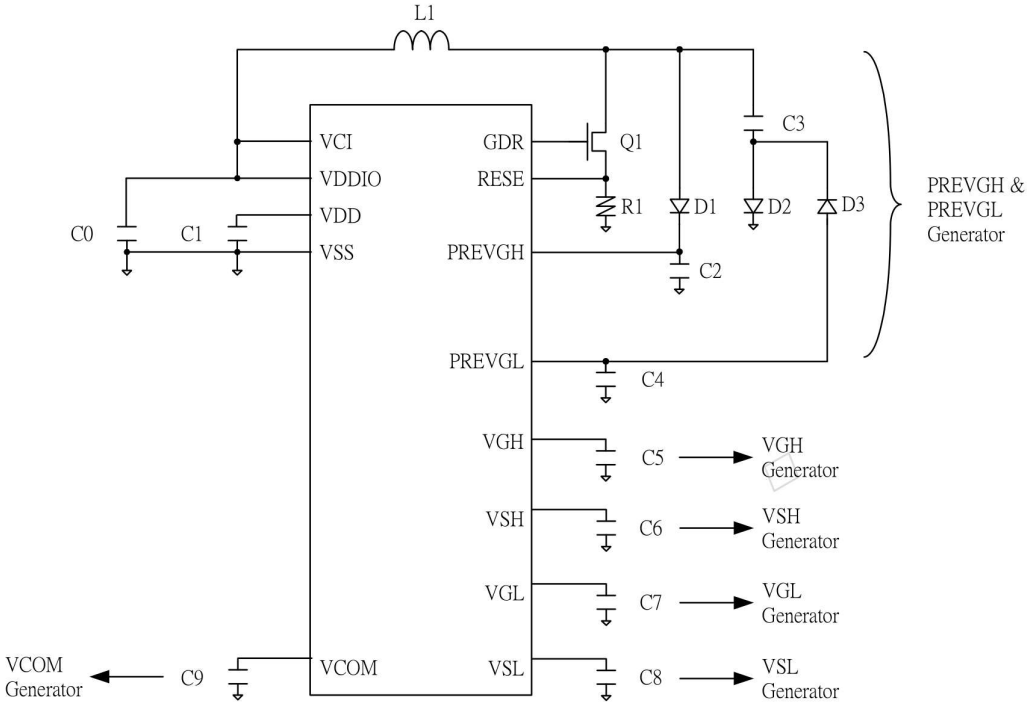 L1
VCI
GDR
Q1
C3
VDDIO
RESE
R1
D1
D2
D3
PREVGH &
PREVGL
Generator
C0
C1
VDD
VSS
PREVGH
C2
PREVGL
C4
VGH
C5
VGH
Generator
VSH
C6
VSH
Generator
VGL
C7
VGL
Generator
VCOM
Generator
C9
VCOM
VSL
C8
VSL
Generator